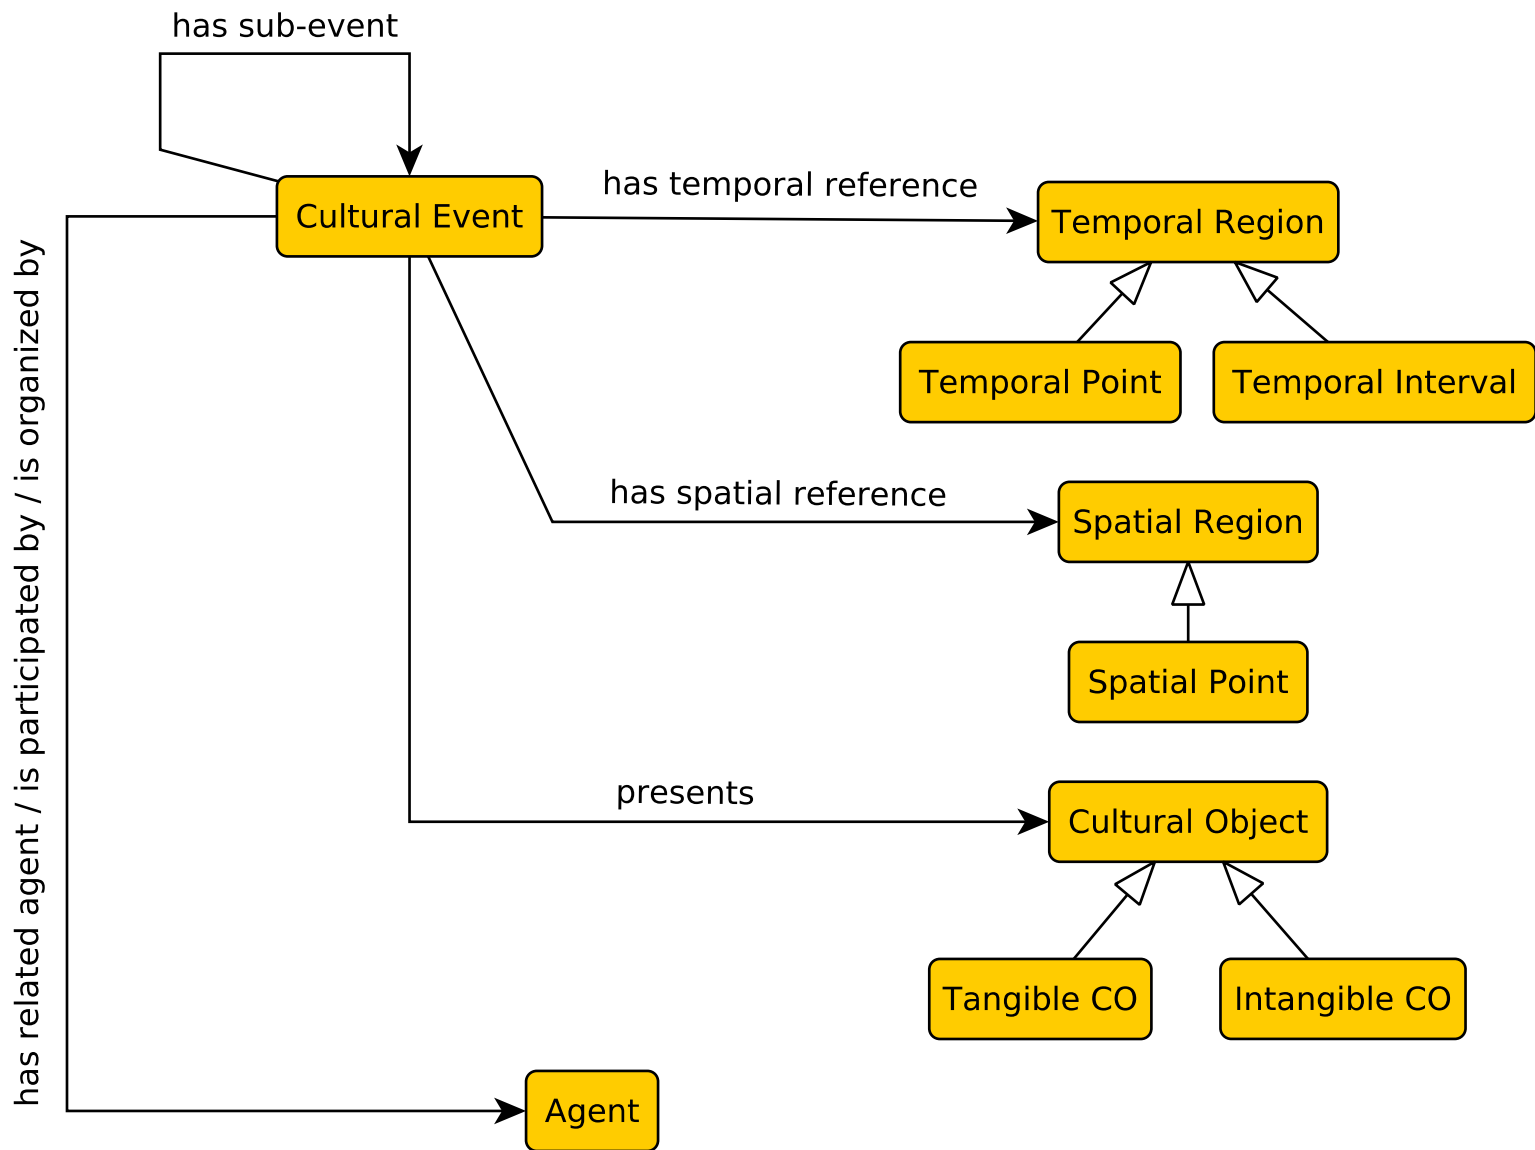 has sub-event
Cultural Event
has temporal reference
Temporal Region
Temporal Point
Temporal Interval
has spatial reference
Spatial Region
Spatial Point
presents
Cultural Object
Tangible CO
Intangible CO
has related agent / is participated by / is organized by
Agent